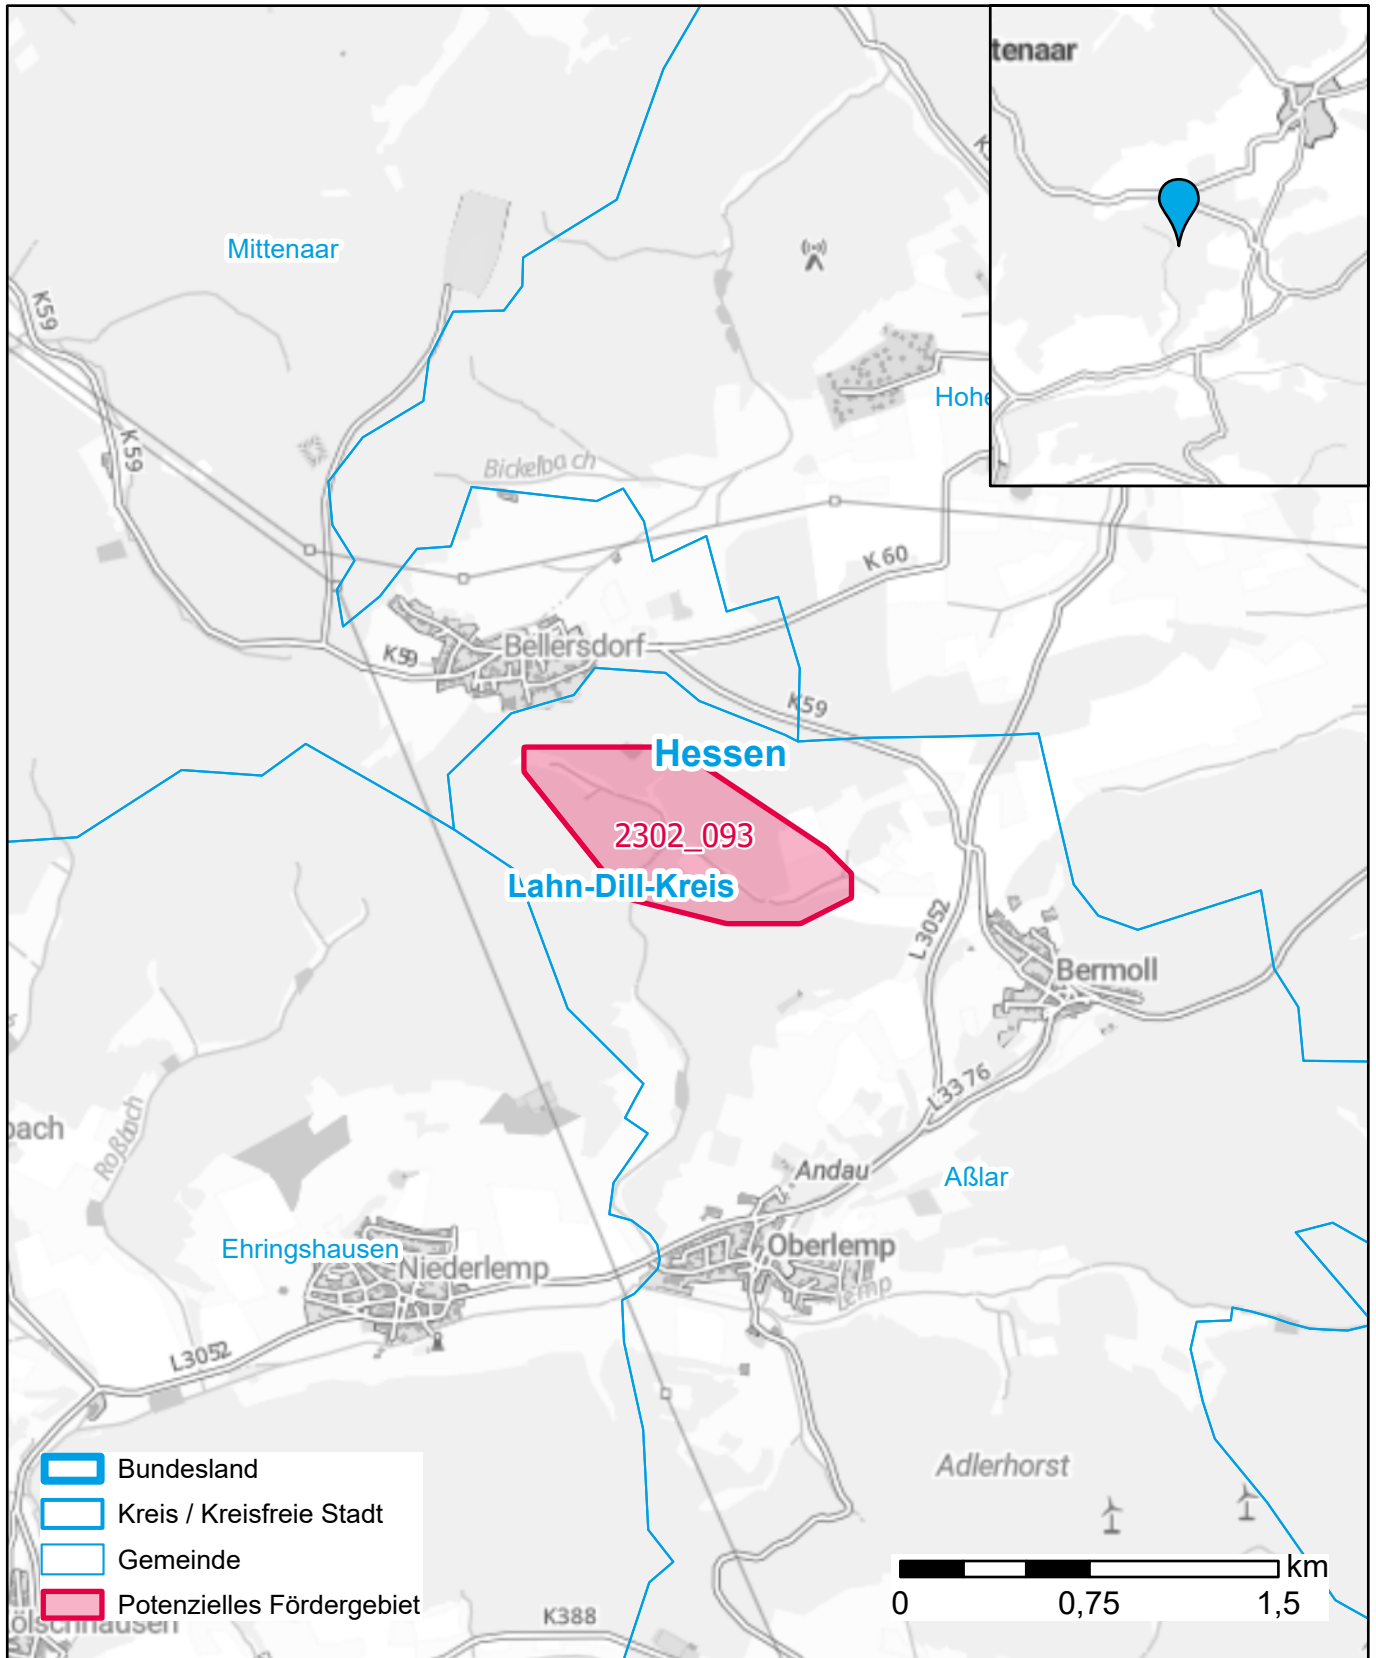 tenaar
Mittenaar
K59
Hohe
K59
Bickelbach
K 60
Bellersdorf
K59
K59
Hessen
2302_093
Lahn-Dill-Kreis
L3052
Bermoll
L3376
bach
Roßbach
Andau
Aßlar
Ehringshausen
Niederlemp
Oberlemp
Lemp
L3052
Adlerhorst
Bundesland
Kreis / Kreisfreie Stadt
Gemeinde
Potenzielles Fördergebiet
ölschhausen
K388
km
0
0,75
1,5